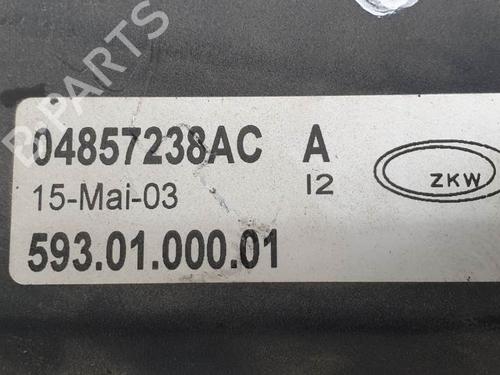 B-PARTS
04857238AC A
15-Mai-03 I2
ZKW
593.01.000.01